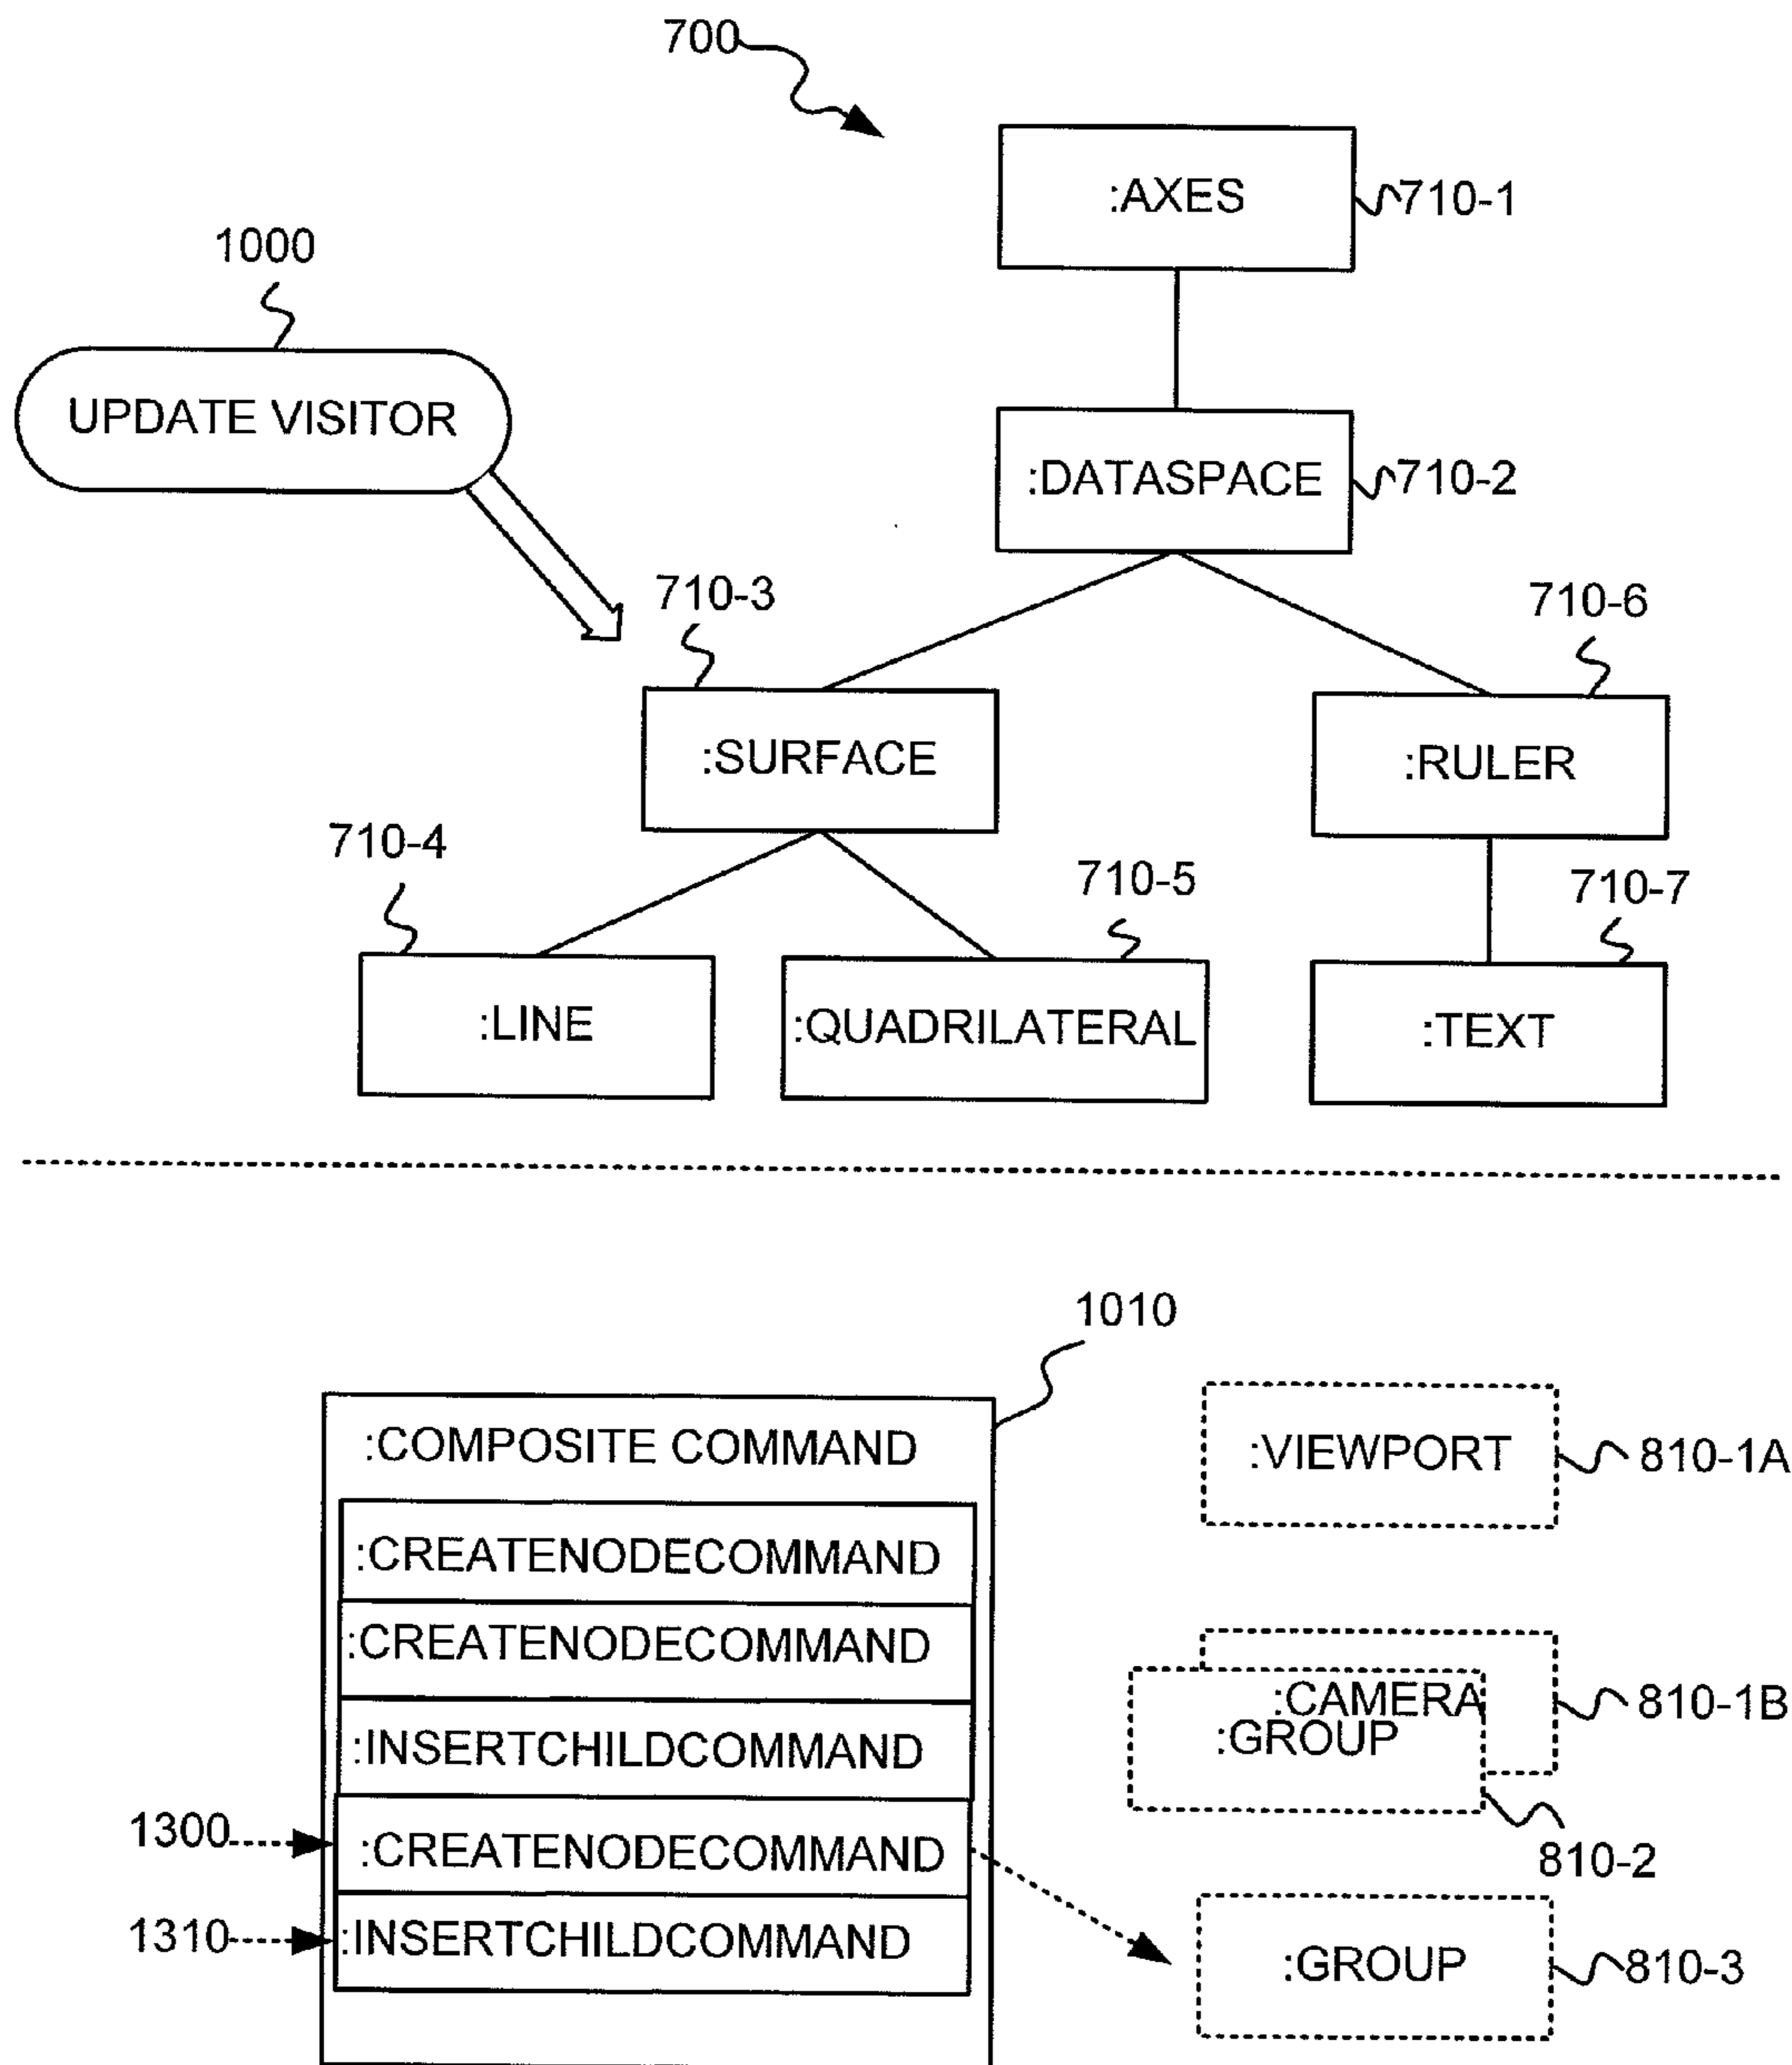 700
:AXES
710-1
1000
UPDATE VISITOR
:DATASPACE
710-2
710-3
710-6
:SURFACE
:RULER
710-4
710-5
710-7
:LINE
:QUADRILATERAL
:TEXT
1010
:COMPOSITE COMMAND
:VIEWPORT
810-1A
:CREATENODECOMMAND
:CREATENODECOMMAND
:CAMERA
810-1B
:GROUP
:INSERTCHILDCOMMAND
1300
:CREATENODECOMMAND
810-2
1310
:INSERTCHILDCOMMAND
:GROUP
810-3